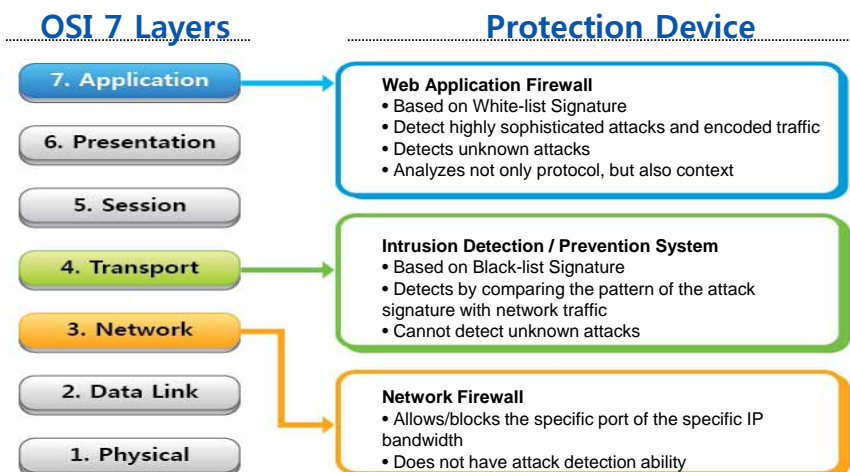 OSI 7 Layers
Protection Device
7. Application
6. Presentation
5. Session
4. Transport
3. Network
2. Data Link
1. Physical
Web Application Firewall
• Based on White-list Signature
• Detect highly sophisticated attacks and encoded traffic
• Detects unknown attacks
• Analyzes not only protocol, but also context
Intrusion Detection / Prevention System
• Based on Black-list Signature
• Detects by comparing the pattern of the attack
signature with network traffic
• Cannot detect unknown attacks
Network Firewall
• Allows/blocks the specific port of the specific IP
bandwidth
• Does not have attack detection ability